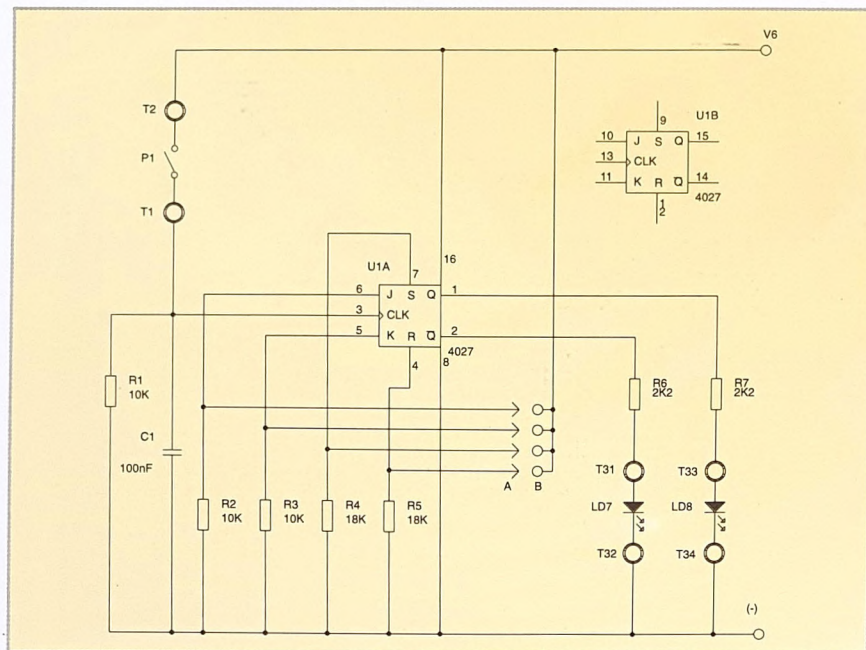 V6
T2
U1B
9
10 J S Q 15
P1
13 CLK
11 K R Q 14
4027
1
2
T1
16
U1A
7
6 J S Q 1
3 CLK
5 K R Q 2
4027
4
8
R1
10K
R6
2K2
R7
2K2
C1
100nF
T31
T33
A B
R2
10K
R3
10K
R4
18K
R5
18K
LD7
LD8
T32
T34
(-)